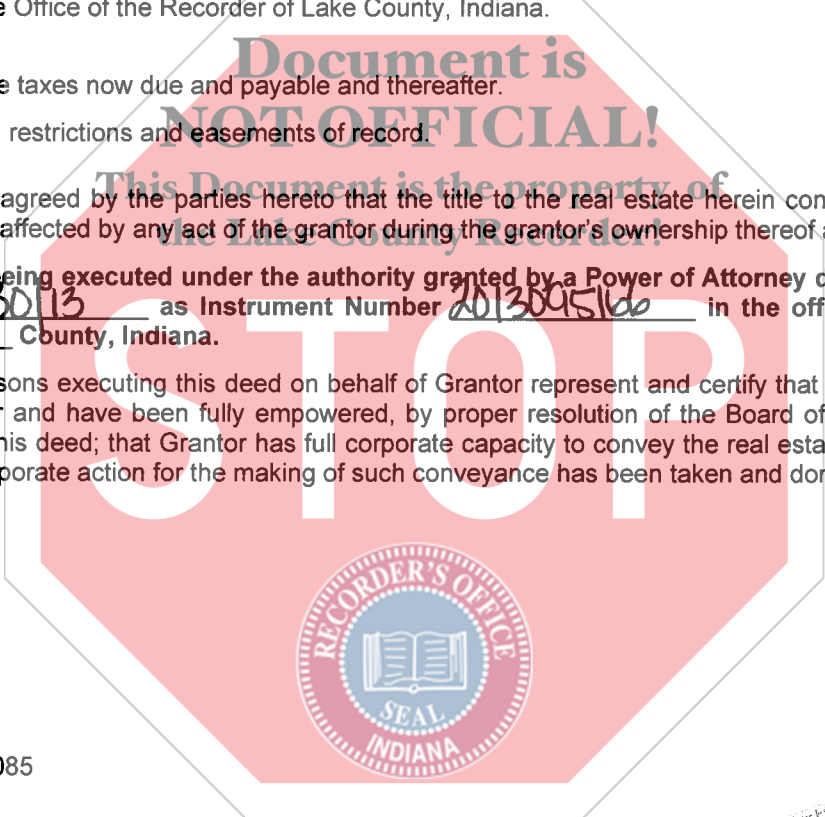 e Office of the Recorder of Lake County, Indiana.
Document is
e taxes now due and payable and thereafter.
NOT OFFICIAL!
restrictions and easements of record.
This Document is the property of
agreed by the parties hereto that the title to the real estate herein con
the Lake County Recorder!
affected by any act of the grantor during the grantor's ownership thereof a
eing executed under the authority granted by a Power of Attorney d
30/13 as Instrument Number 2013095166 in the off
County, Indiana.
sons executing this deed on behalf of Grantor represent and certify that
r and have been fully empowered, by proper resolution of the Board of
his deed; that Grantor has full corporate capacity to convey the real esta
porate action for the making of such conveyance has been taken and don
STOP
RECORDER'S OFFICE
SEAL
INDIANA
085